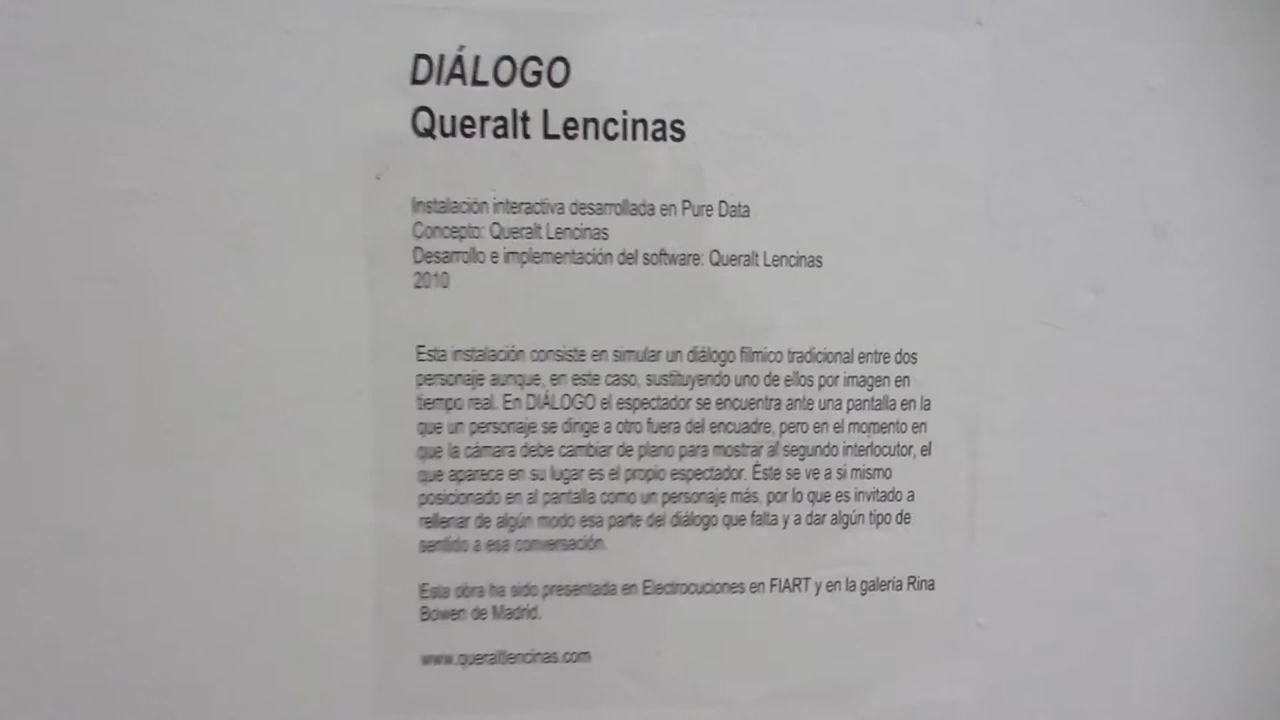 DIÁLOGO
Queralt Lencinas
Instalación interactiva desarrollada en Pure Data
Concepto: Queralt Lencinas
Desarrollo e implementación del software: Queralt Lencinas
2010
Esta instalación consiste en simular un diálogo fílmico tradicional entre dos
personaje aunque, en este caso, sustituyendo uno de ellos por imagen en
tiempo real. En DIÁLOGO el espectador se encuentra ante una pantalla en la
que un personaje se dirige a otro fuera del encuadre, pero en el momento en
que la cámara debe cambiar de plano para mostrar al segundo interlocutor, el
que aparece en su lugar es el propio espectador. Éste se ve a si mismo
posicionado en al pantalla como un personaje más, por lo que es invitado a
rellenar de algún modo esa parte del diálogo que falta y a dar algún tipo de
sentido a esa conversación.
Esta obra ha sido presentada en Electrocuciones en FIART y en la galería Rina
Bowen de Madrid.
www.queraltlencinas.com